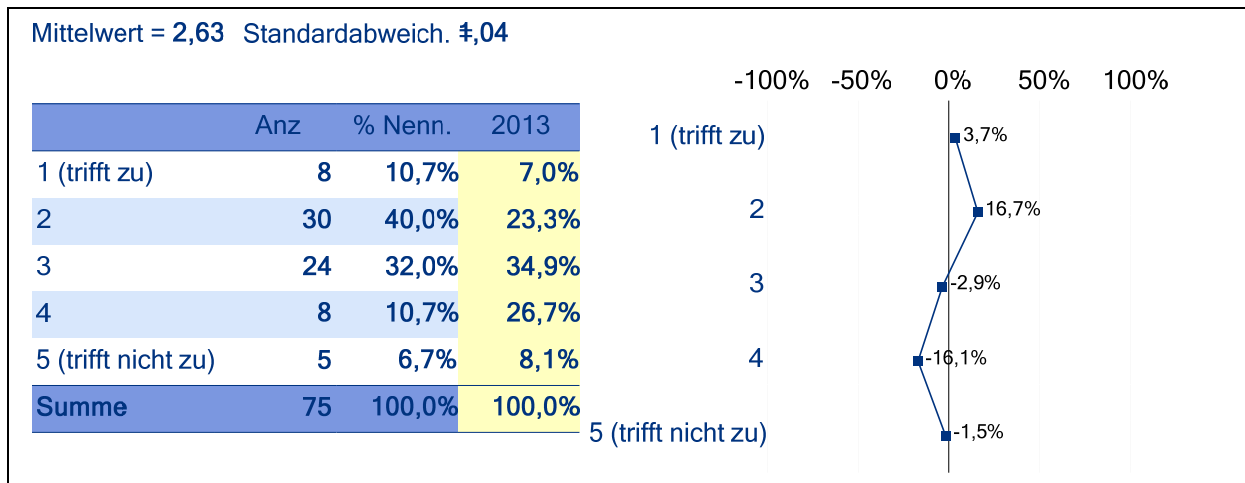 Mittelwert = 2,63 Standardabweich. = 1,04
Anz % Nenn. 2013
1 (trifft zu) 8 10,7% 7,0%
2 30 40,0% 23,3%
3 24 32,0% 34,9%
4 8 10,7% 26,7%
5 (trifft nicht zu) 5 6,7% 8,1%
Summe 75 100,0% 100,0%
-100% -50% 0% 50% 100%
1 (trifft zu) 3,7%
2 16,7%
3 -2,9%
4 -16,1%
5 (trifft nicht zu) -1,5%